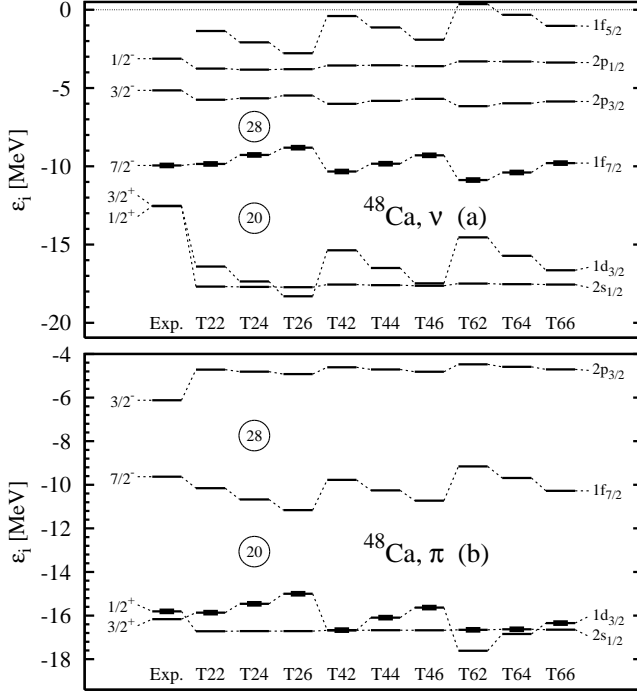 0
-5
-10
-15
-20
ε_i [MeV]
1/2⁻
3/2⁻
7/2⁻
3/2⁺
1/2⁺
28
20
⁴⁸Ca, ν (a)
1f_5/2
2p_1/2
2p_3/2
1f_7/2
1d_3/2
2s_1/2
Exp. T22 T24 T26 T42 T44 T46 T62 T64 T66
-4
-6
-8
-10
-12
-14
-16
-18
ε_i [MeV]
3/2⁻
7/2⁻
1/2⁺
3/2⁺
28
20
⁴⁸Ca, π (b)
2p_3/2
1f_7/2
1d_3/2
2s_1/2
Exp. T22 T24 T26 T42 T44 T46 T62 T64 T66